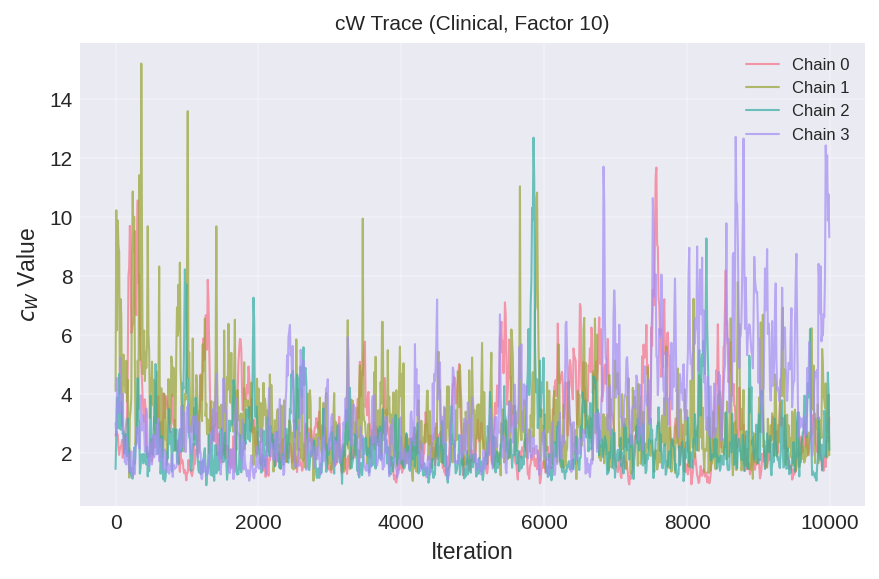 cW Trace (Clinical, Factor 10)
Chain 0
Chain 1
Chain 2
Chain 3
14
12
10
8
6
4
2
c_W Value
0 2000 4000 6000 8000 10000
Iteration